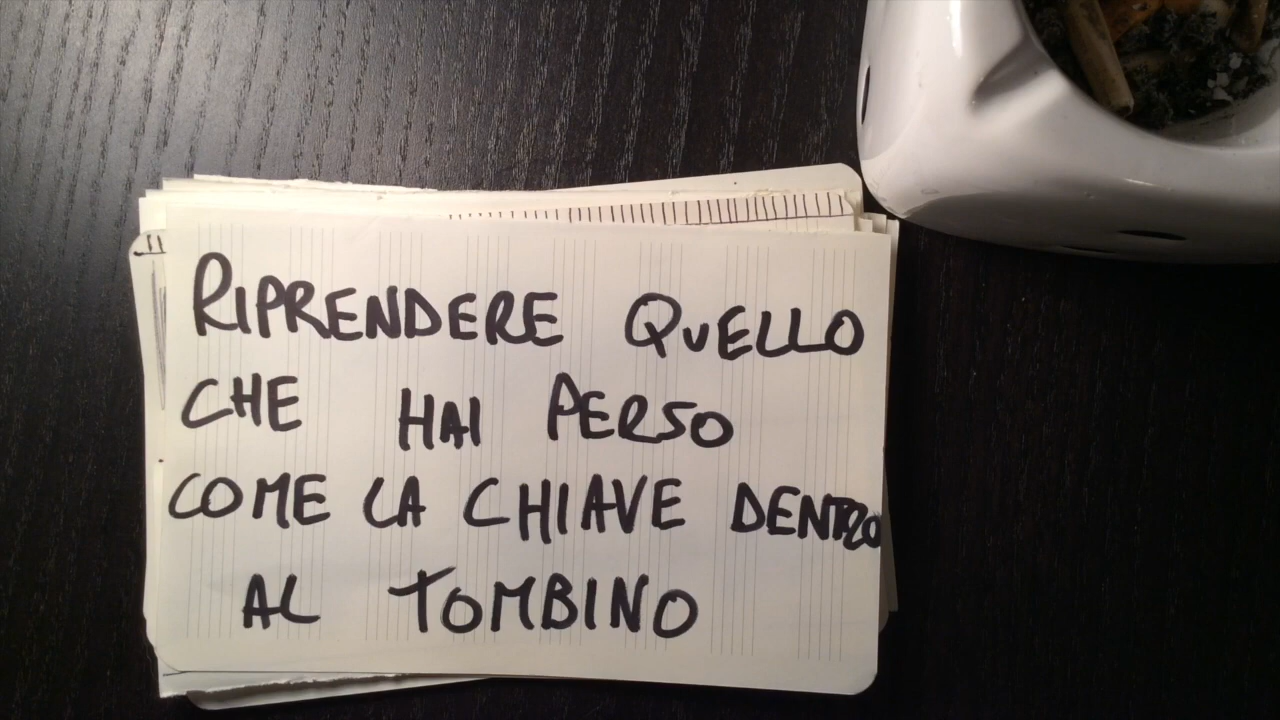 RIPRENDERE QUELLO
CHE HAI PERSO
COME LA CHIAVE DENTRO
AL TOMBINO